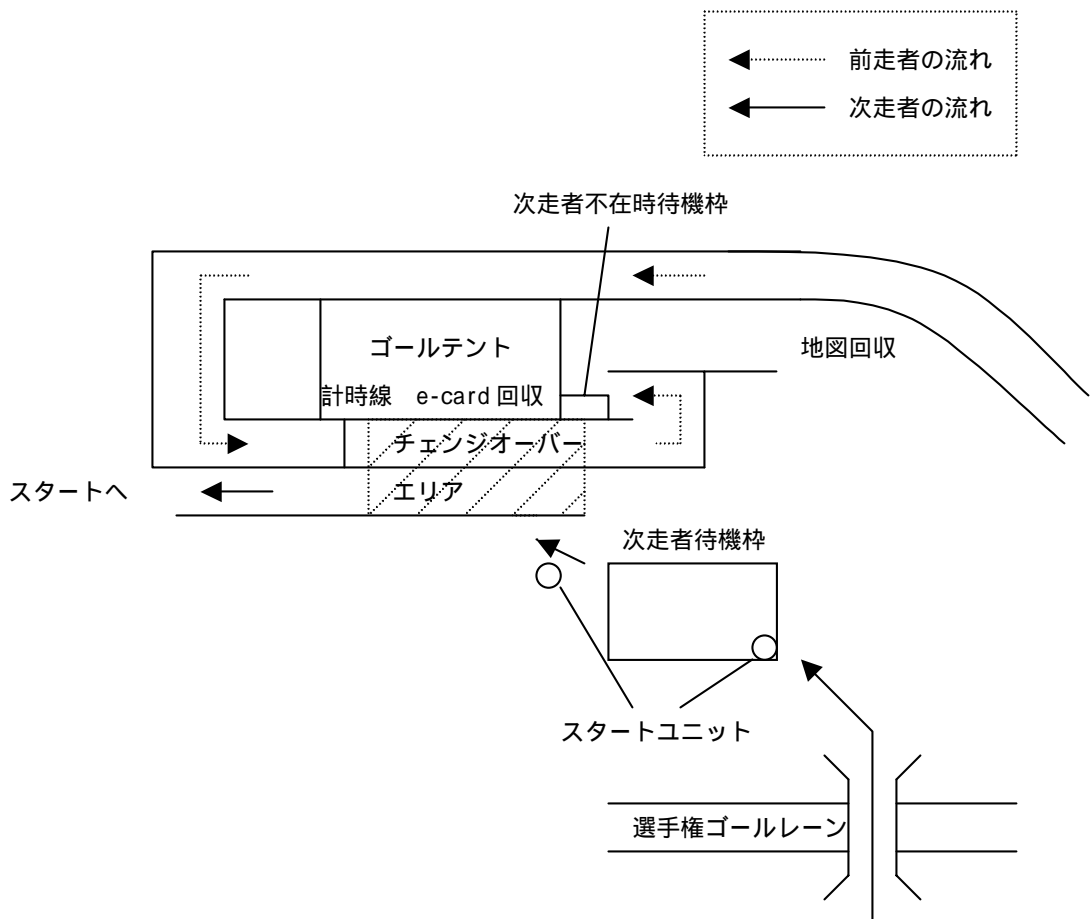 前走者の流れ
次走者の流れ
次走者不在時待機枠
ゴールテント
地図回収
計時線 e-card 回収
チェンジオーバー
スタートへ
エリア
次走者待機枠
スタートユニット
選手権ゴールレーン